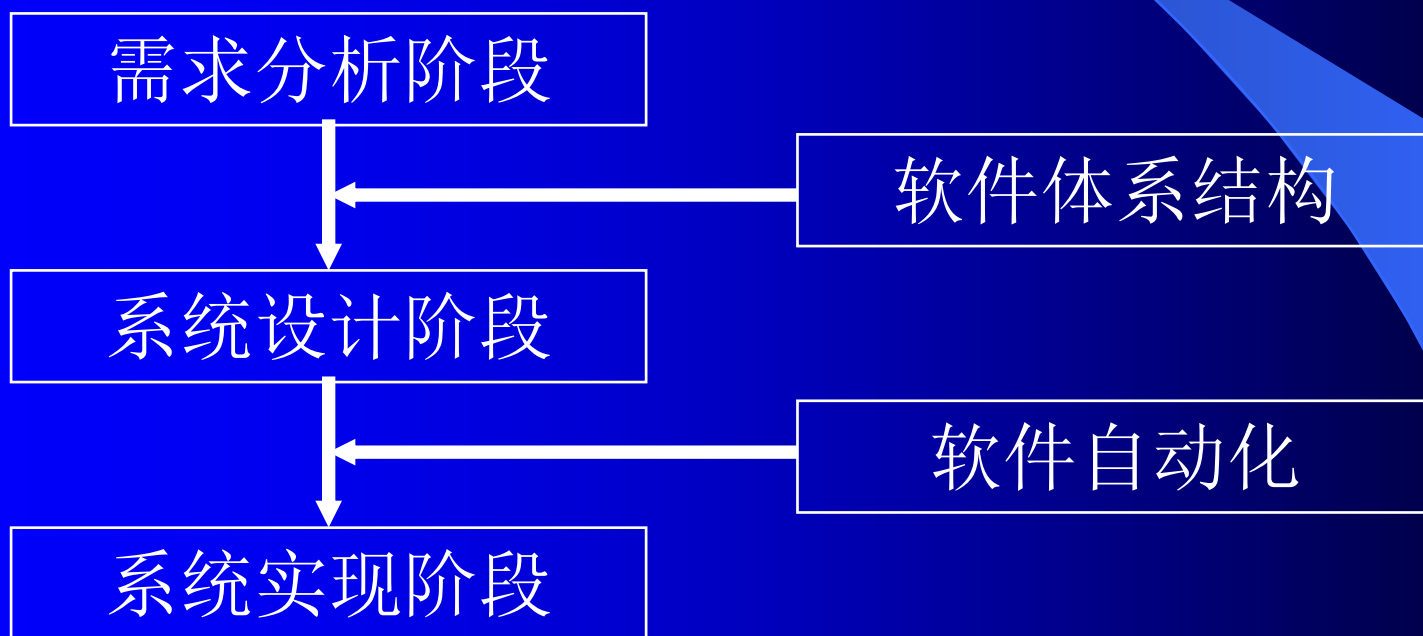 需求分析阶段
软件体系结构
系统设计阶段
软件自动化
系统实现阶段